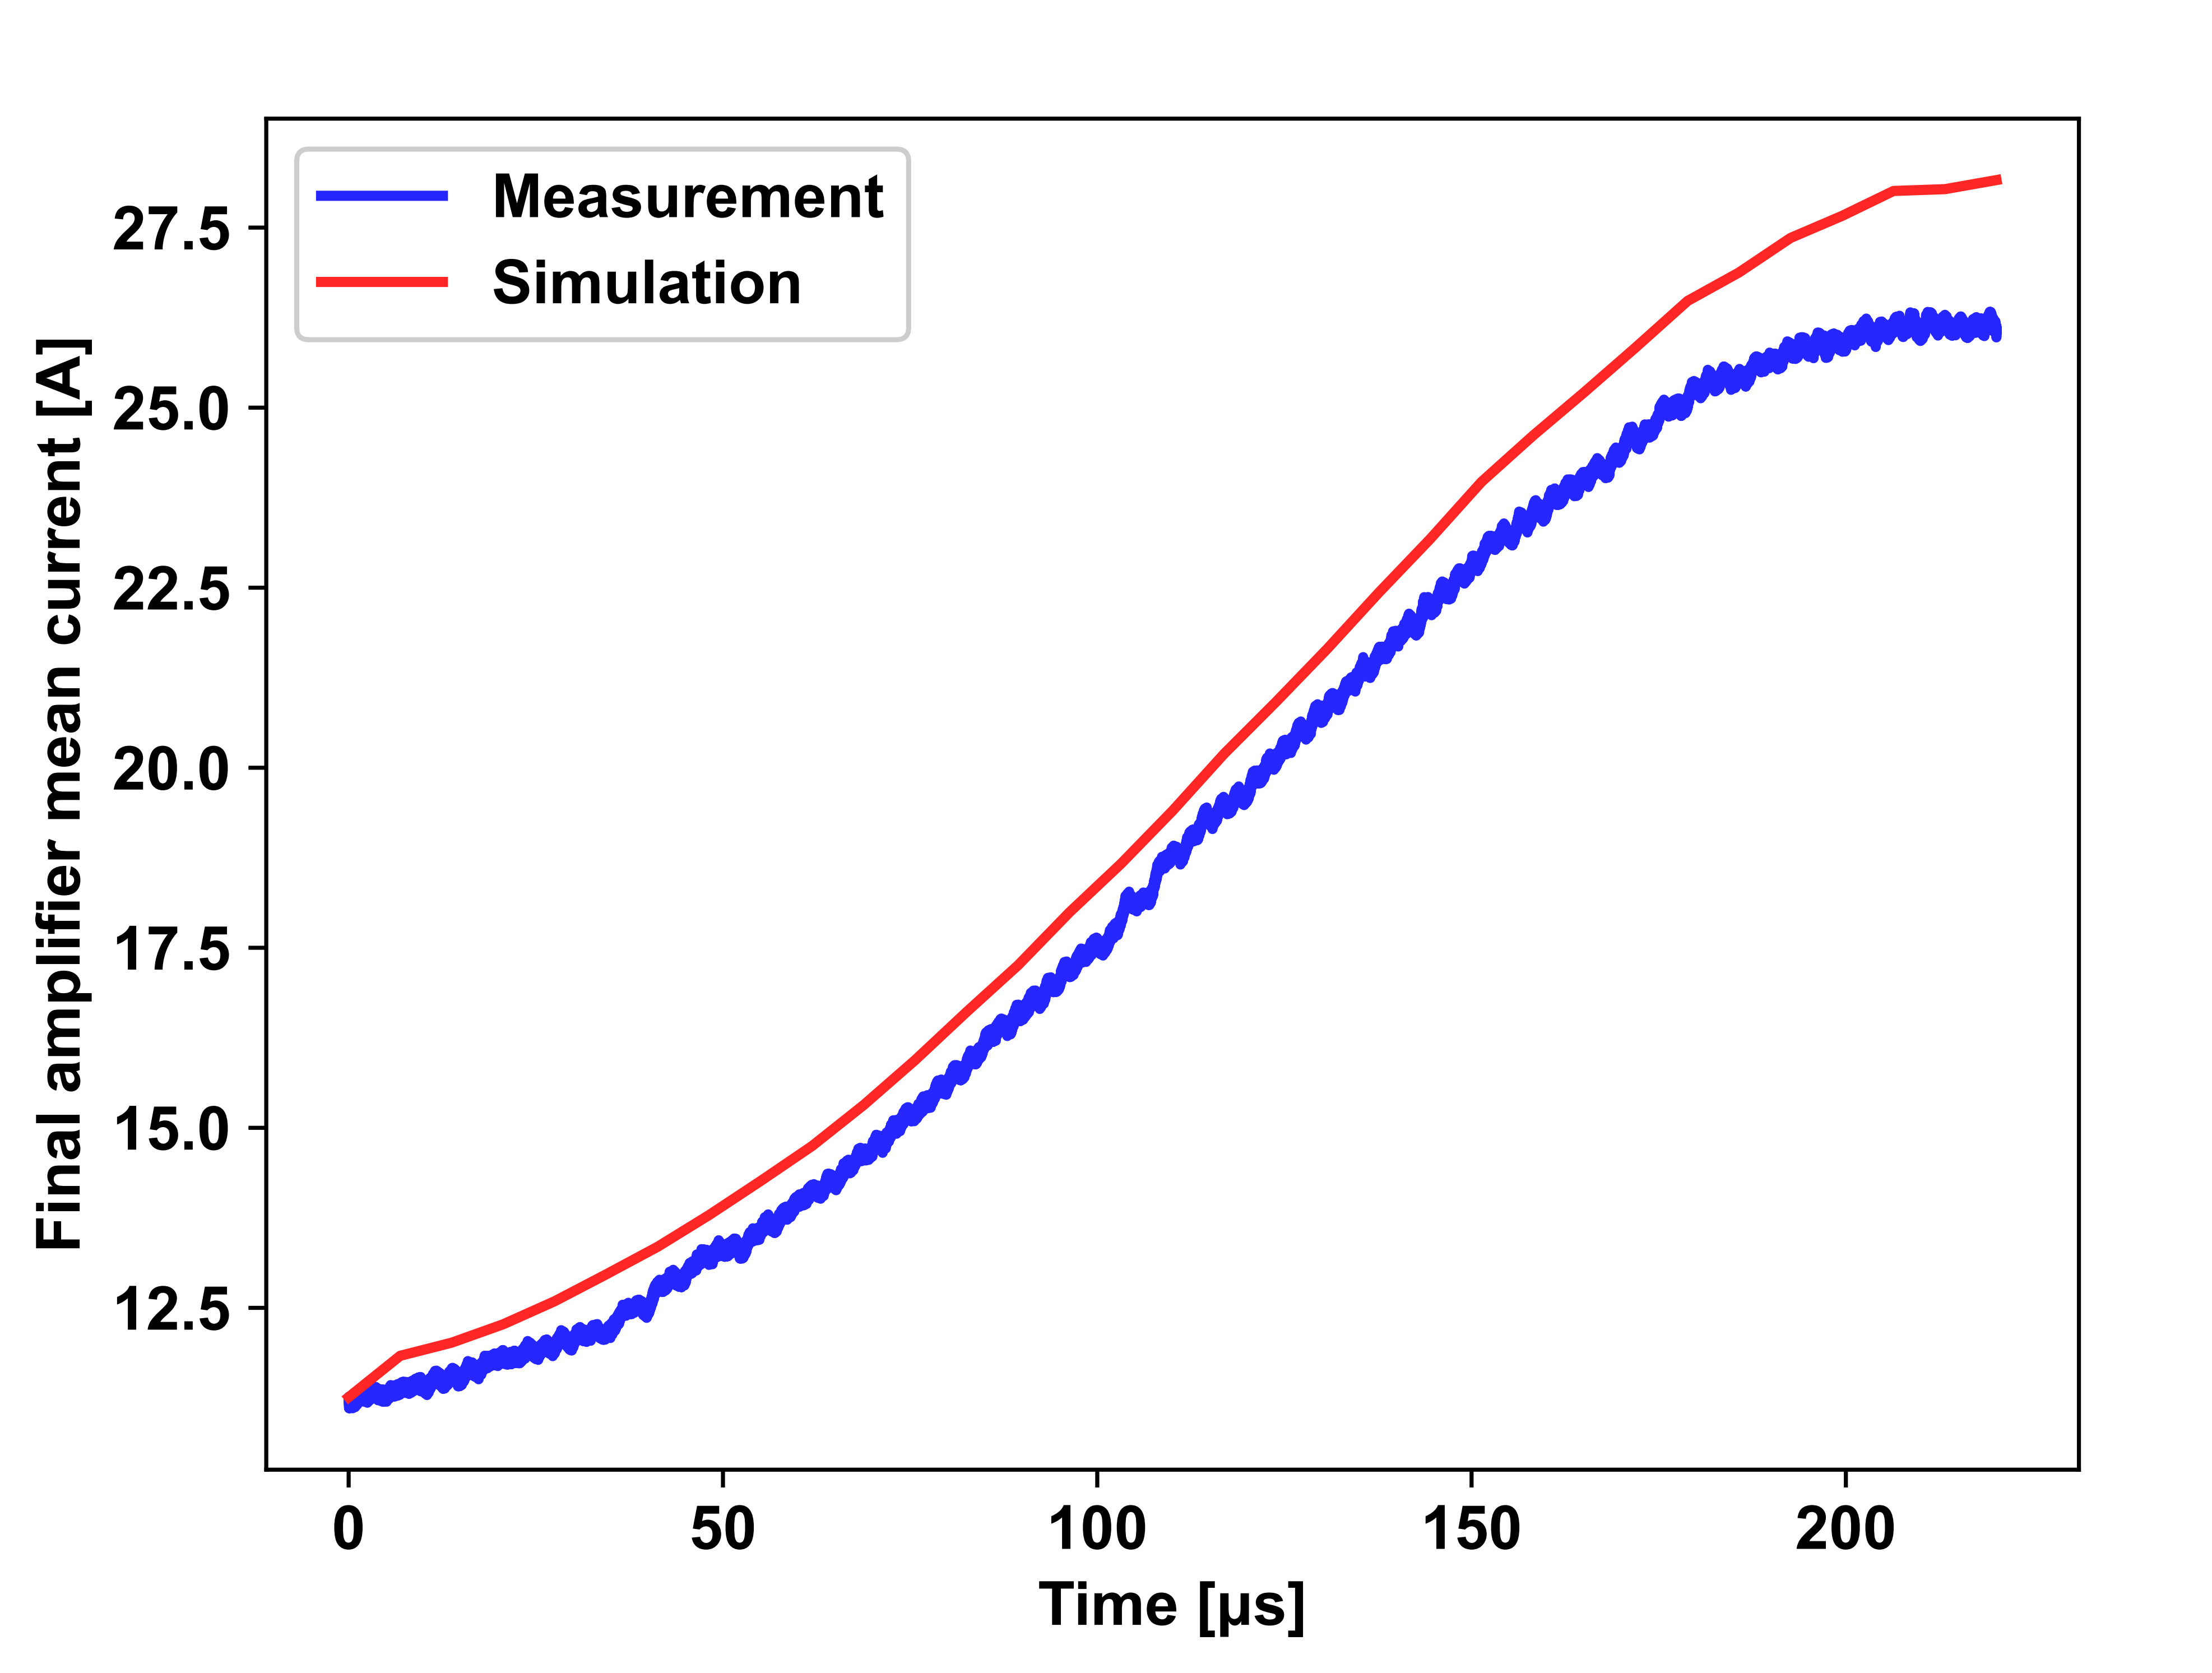 Measurement
Simulation
Final amplifier mean current [A]
27.5
25.0
22.5
20.0
17.5
15.0
12.5
0 50 100 150 200
Time [µs]